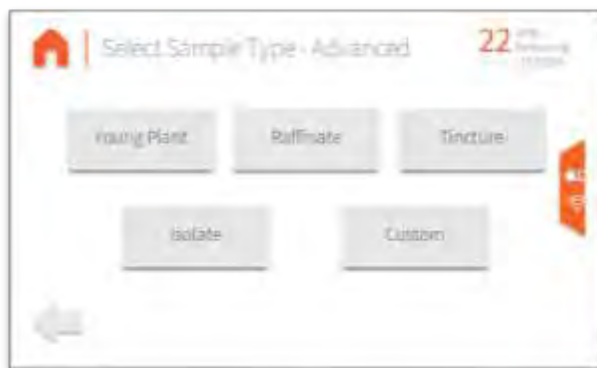 Select Sample Type - Advanced
22
Young Plant
Raffinate
Tincture
Isolate
Custom